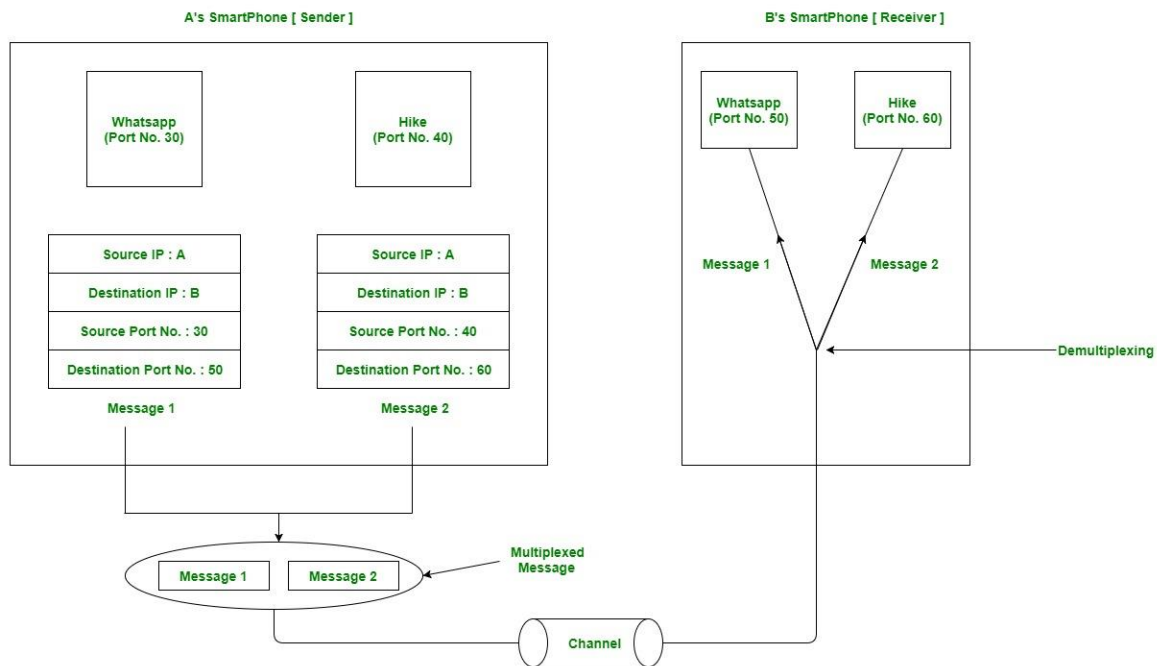 A's SmartPhone [ Sender ]
B's SmartPhone [ Receiver ]
Whatsapp
(Port No. 30)
Hike
(Port No. 40)
Whatsapp
(Port No. 50)
Hike
(Port No. 60)
Source IP : A
Destination IP : B
Source Port No. : 30
Destination Port No. : 50
Message 1
Source IP : A
Destination IP : B
Source Port No. : 40
Destination Port No. : 60
Message 2
Message 1
Message 2
Demultiplexing
Message 1
Message 2
Multiplexed
Message
Channel